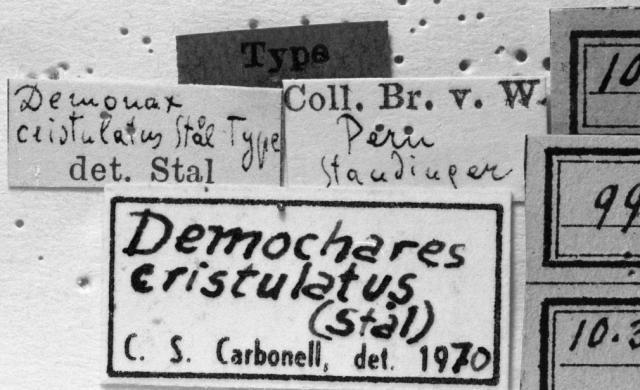 Type
Demonax
cristulatus Stål Type
det. Stal
Coll. Br. v. W.
Peru
Staudinger
Demochares
cristulatus
(Stål)
C. S. Carbonell, det. 1970
10
99
10.3